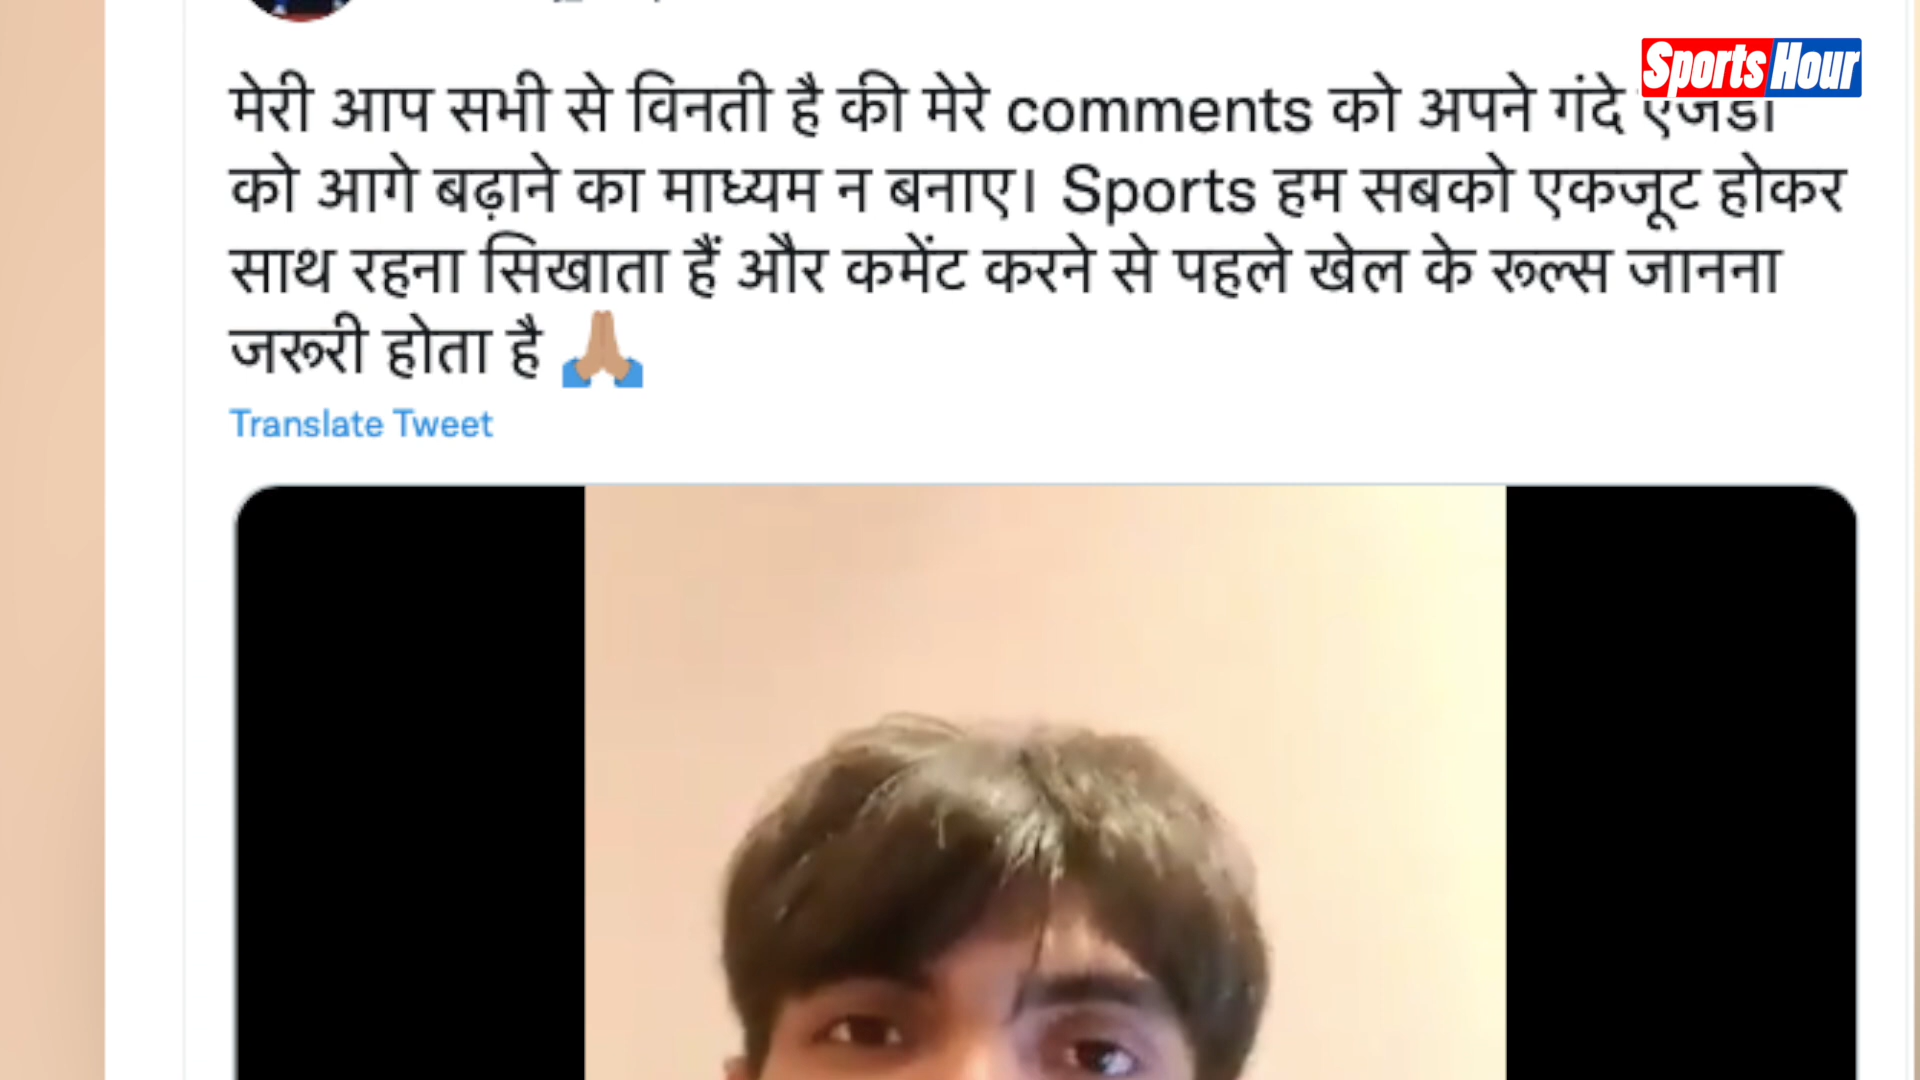 Sports Hour
मेरी आप सभी से विनती है की मेरे comments को अपने गंदे एजेंडा
को आगे बढ़ाने का माध्यम न बनाए। Sports हम सबको एकजूट होकर
साथ रहना सिखाता हैं और कमेंट करने से पहले खेल के रूल्स जानना
जरूरी होता है 🙏🏽
Translate Tweet